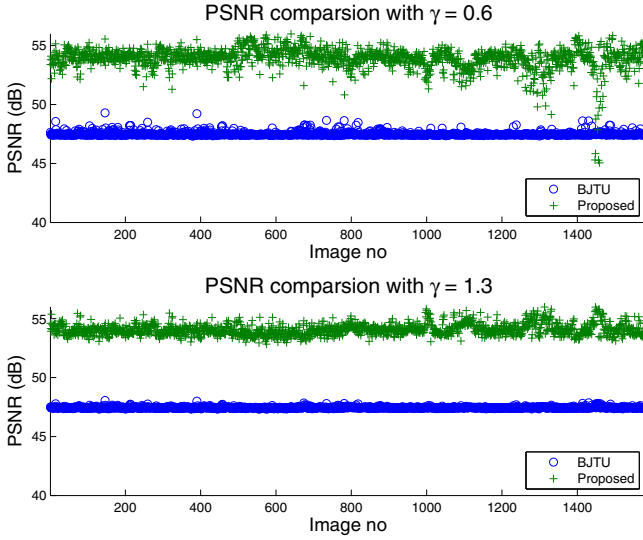 PSNR comparsion with γ = 0.6
PSNR (dB)
55
50
45
40
200 400 600 800 1000 1200 1400
Image no
BJTU
Proposed
PSNR comparsion with γ = 1.3
PSNR (dB)
55
50
45
40
200 400 600 800 1000 1200 1400
Image no
BJTU
Proposed